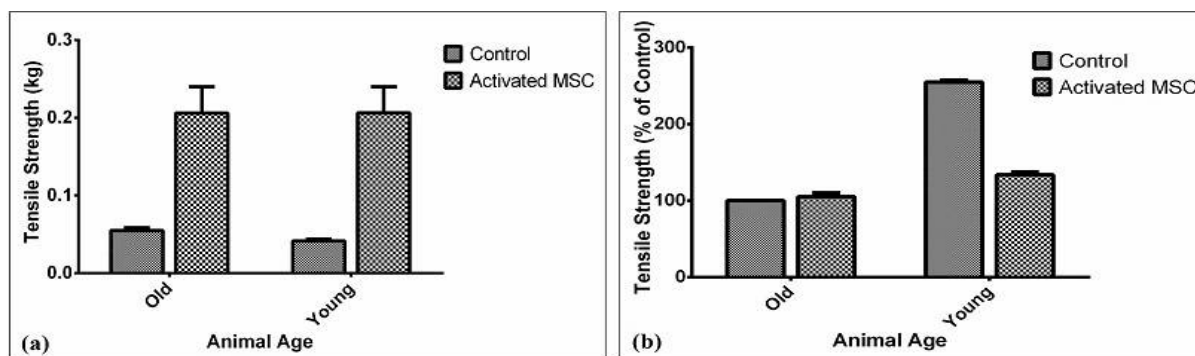 0.3
0.2
0.1
0.0
Tensile Strength (kg)
Control
Activated MSC
Old
Young
Animal Age
(a)
300
200
100
0
Tensile Strength (% of Control)
Control
Activated MSC
Old
Young
Animal Age
(b)